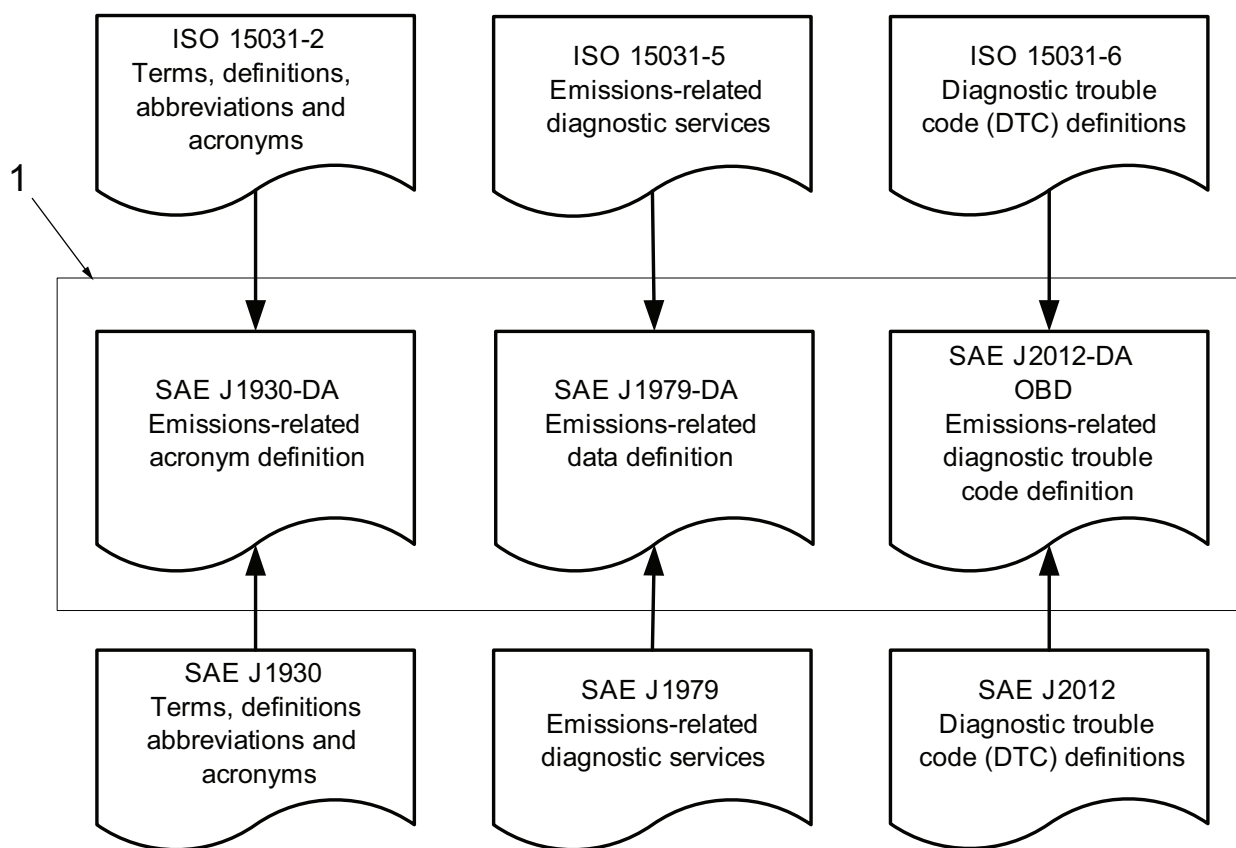 ISO 15031-2
Terms, definitions,
abbreviations and
acronyms
ISO 15031-5
Emissions-related
diagnostic services
ISO 15031-6
Diagnostic trouble
code (DTC) definitions
1
SAE J1930-DA
Emissions-related
acronym definition
SAE J1979-DA
Emissions-related
data definition
SAE J2012-DA
OBD
Emissions-related
diagnostic trouble
code definition
SAE J1930
Terms, definitions
abbreviations and
acronyms
SAE J1979
Emissions-related
diagnostic services
SAE J2012
Diagnostic trouble
code (DTC) definitions